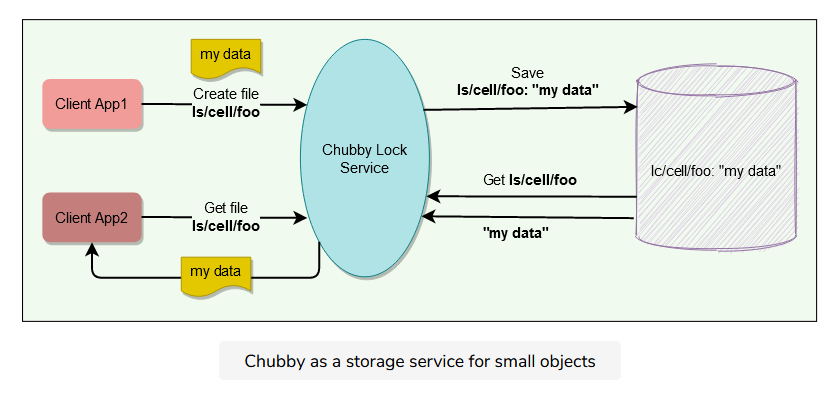 my data
Client App1
Create file
ls/cell/foo
Chubby Lock
Service
Save
ls/cell/foo: "my data"
lc/cell/foo: "my data"
Get ls/cell/foo
"my data"
Client App2
Get file
ls/cell/foo
my data
Chubby as a storage service for small objects